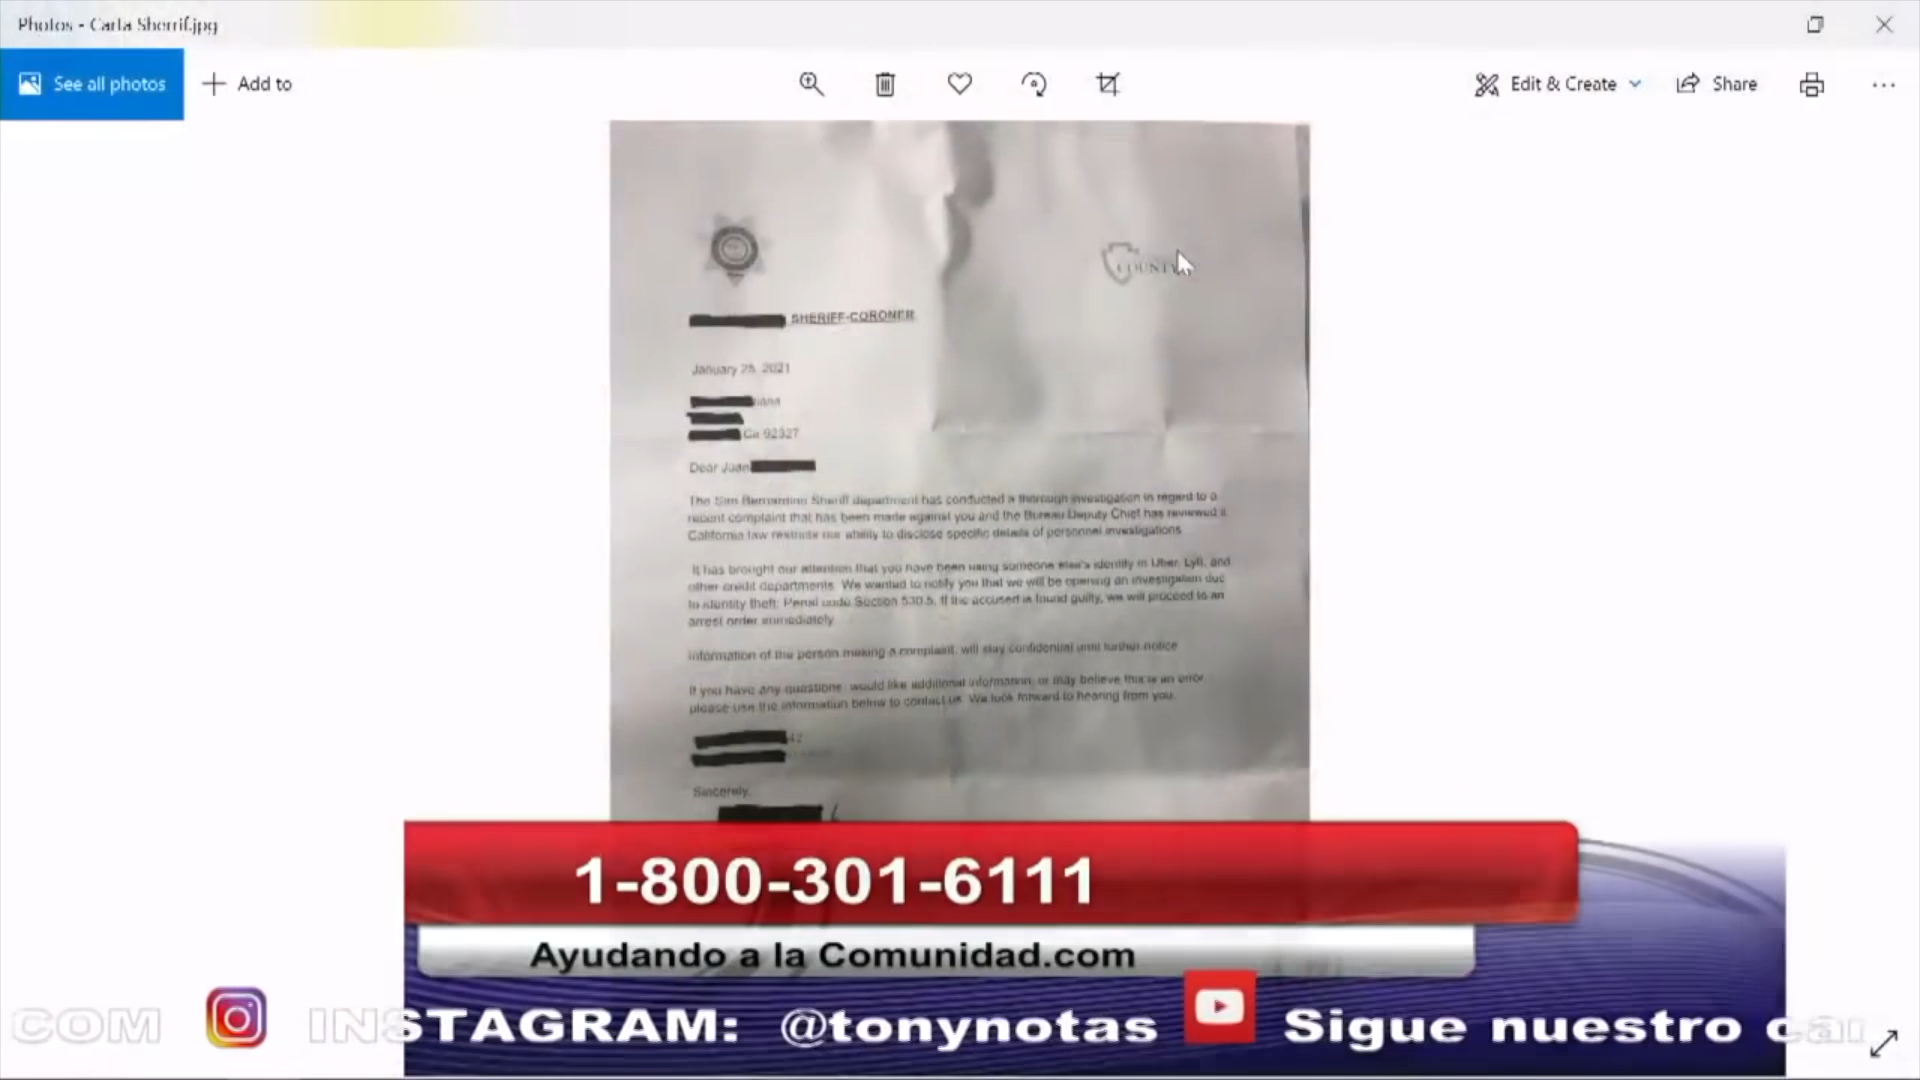 Photos - Carta Sherrif.jpg
See all photos
Add to
Edit & Create
Share
COUNTY
SHERIFF-CORONER
January 25, 2021
Ca 92327
Dear Juan
The San Bernardino Sheriff department has conducted a thorough investigation in regard to a
recent complaint that has been made against you and the Bureau Deputy Chief has reviewed it.
California law restricts our ability to disclose specific details of personnel investigations.
It has brought our attention that you have been using someone else's identity in Uber, Lyft, and
other credit departments. We wanted to notify you that we will be opening an investigation due
to identity theft: Penal code Section 530.5. If the accused is found guilty, we will proceed to an
arrest order immediately.
Information of the person making a complaint, will stay confidential until further notice.
If you have any questions, would like additional information, or may believe this is an error
please use the information below to contact us. We look forward to hearing from you.
42
Sincerely,
1-800-301-6111
Ayudando a la Comunidad.com
COM INSTAGRAM: @tonynotas Sigue nuestro can